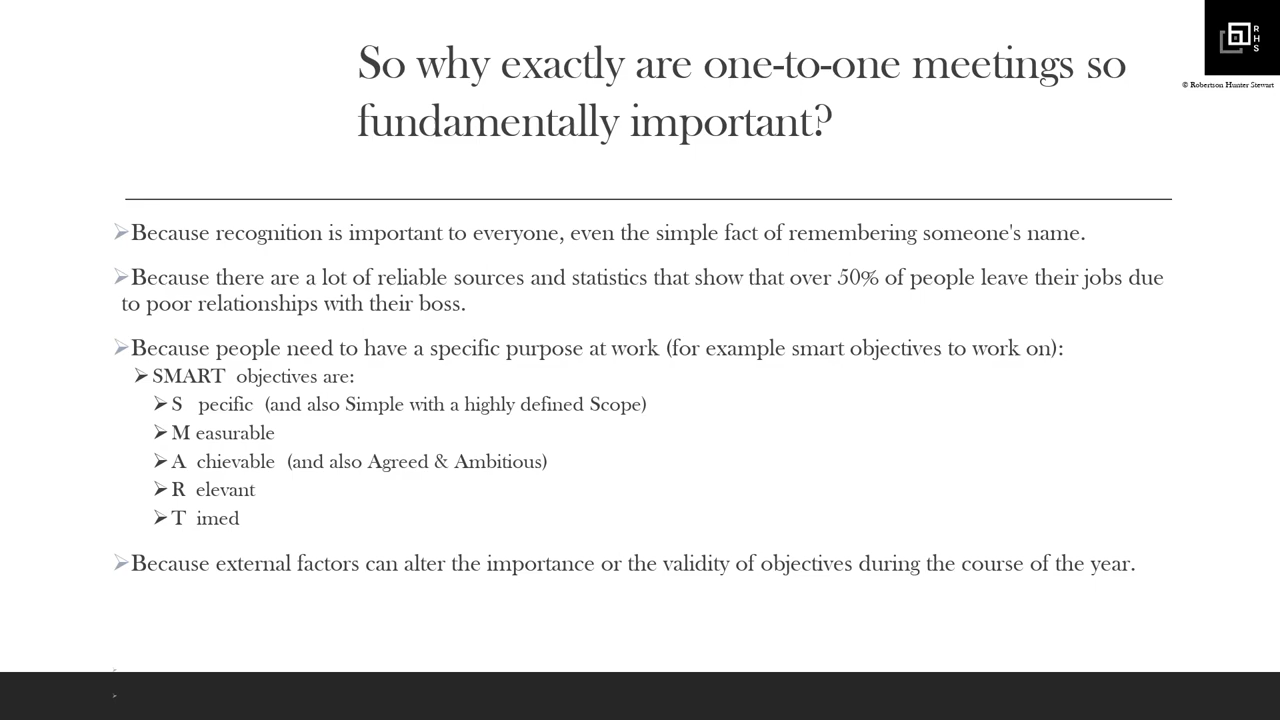 So why exactly are one-to-one meetings so
fundamentally important?
R
H
S
© Robertson Hunter Stewart
➢Because recognition is important to everyone, even the simple fact of remembering someone's name.
➢Because there are a lot of reliable sources and statistics that show that over 50% of people leave their jobs due
to poor relationships with their boss.
➢Because people need to have a specific purpose at work (for example smart objectives to work on):
➢SMART objectives are:
➢S pecific (and also Simple with a highly defined Scope)
➢M easurable
➢A chievable (and also Agreed & Ambitious)
➢R elevant
➢T imed
➢Because external factors can alter the importance or the validity of objectives during the course of the year.